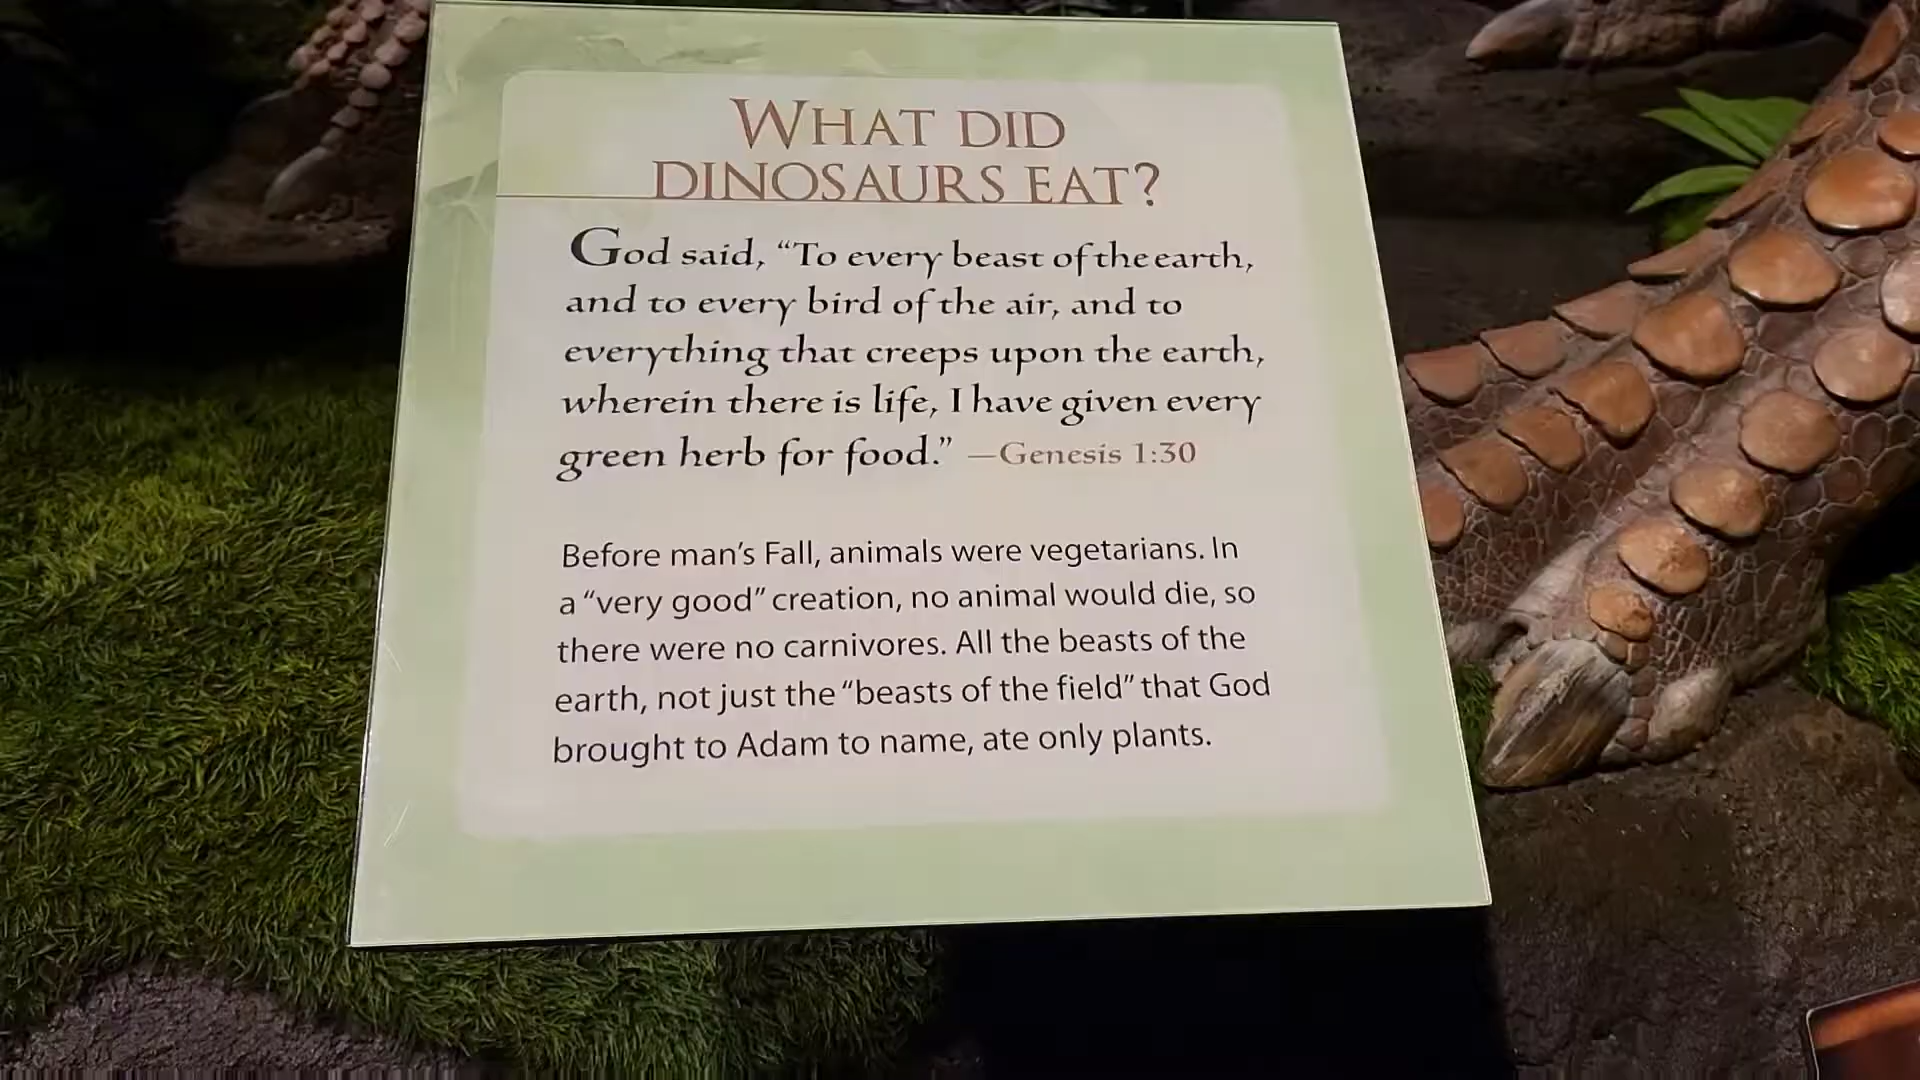 WHAT DID
DINOSAURS EAT?
God said, “To every beast of the earth,
and to every bird of the air, and to
everything that creeps upon the earth,
wherein there is life, I have given every
green herb for food.” —Genesis 1:30
Before man’s Fall, animals were vegetarians. In
a “very good” creation, no animal would die, so
there were no carnivores. All the beasts of the
earth, not just the “beasts of the field” that God
brought to Adam to name, ate only plants.